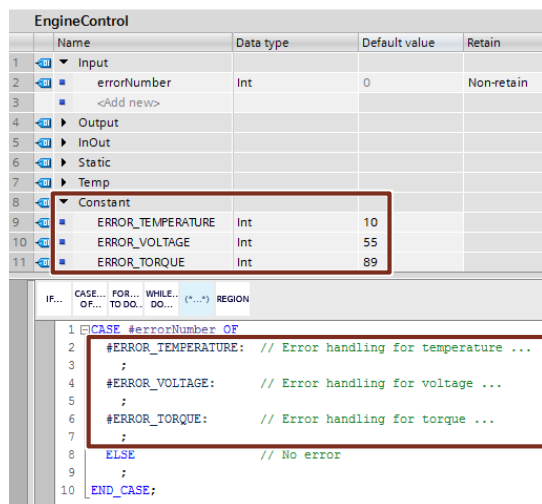 EngineControl
Name Data type Default value Retain
1 Input
2 errorNumber Int 0 Non-retain
3 <Add new>
4 Output
5 InOut
6 Static
7 Temp
8 Constant
9 ERROR_TEMPERATURE Int 10
10 ERROR_VOLTAGE Int 55
11 ERROR_TORQUE Int 89
IF... CASE... OF... FOR... TO DO.. WHILE.. DO... (*...*) REGION
1 CASE #errorNumber OF
2 #ERROR_TEMPERATURE: // Error handling for temperature ...
3 ;
4 #ERROR_VOLTAGE: // Error handling for voltage ...
5 ;
6 #ERROR_TORQUE: // Error handling for torque ...
7 ;
8 ELSE // No error
9 ;
10 END_CASE;